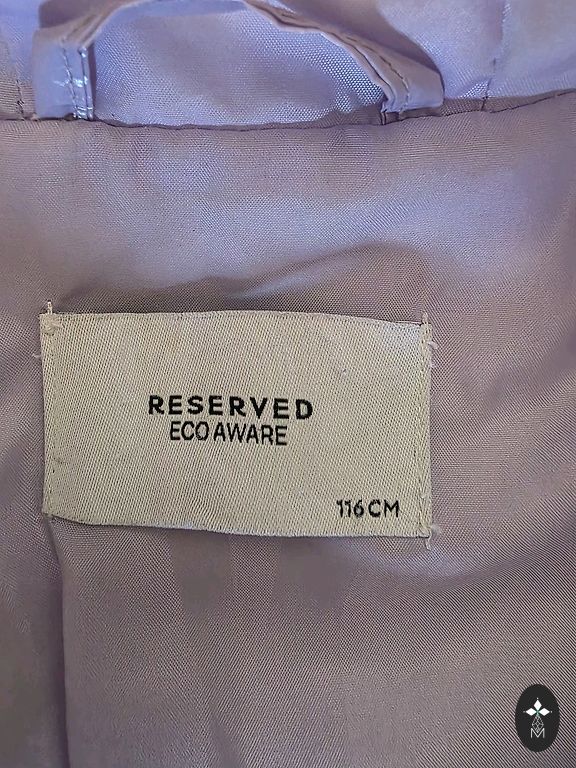 RESERVED
ECO AWARE
116 CM
M